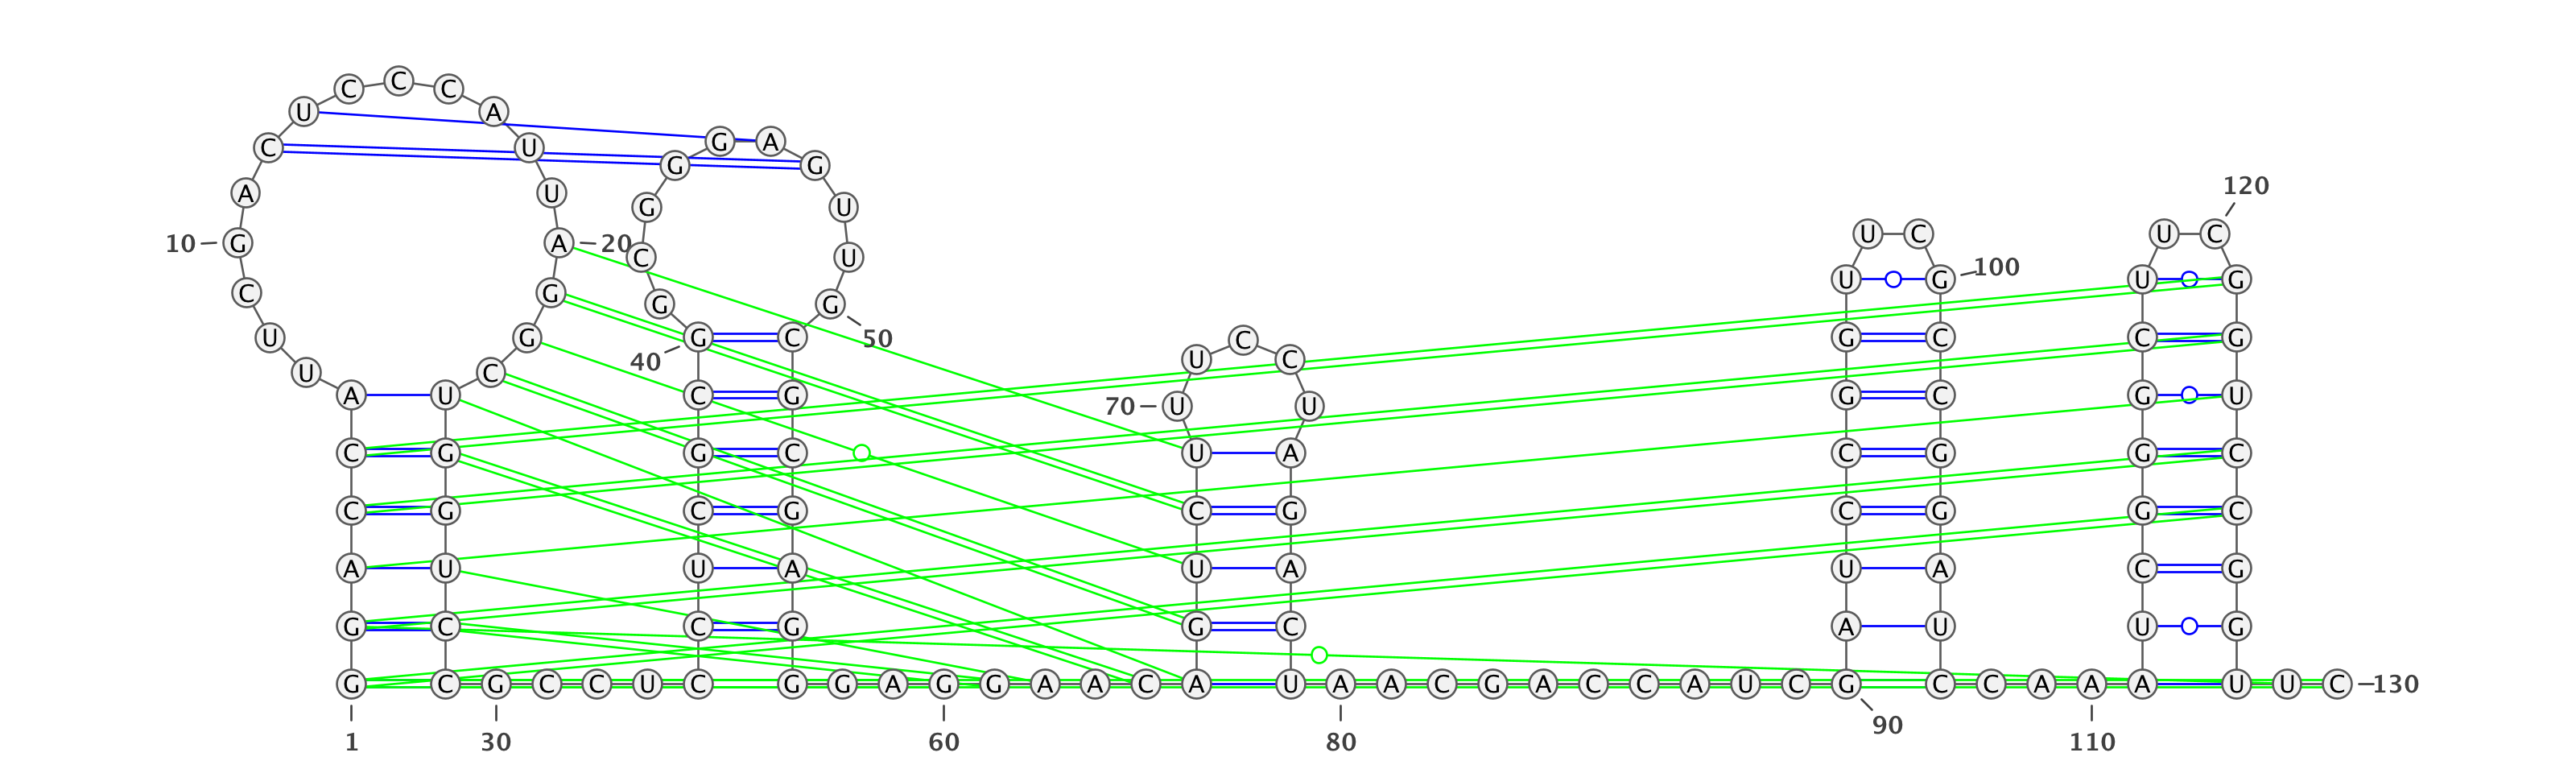 C C C
U A
C U G A
G G
A U 120
G U
10 G A 20 U C U C
C U 100
U G U G
C G G G
U G G C 50 C G C C G
40 U C
U C
A U C G G C G U
70 U U
C G G C U A C G G C
C G C G C G C G G C
A U U A U A U A C G
G C C G G C A U U G
G C G C C U C G G A G G A A C A U A A C G A C C A U C G C C A A A U U C 130
90
1 30 60 80 110